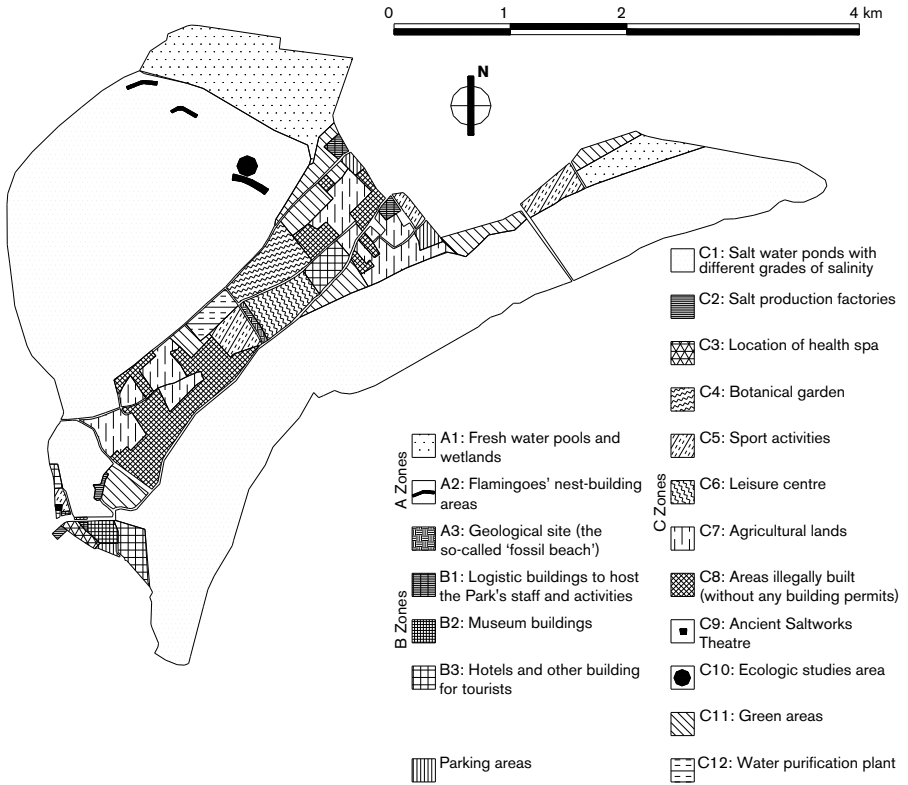 0 1 2 4 km
N
A Zones
A1: Fresh water pools and
wetlands
A2: Flamingoes’ nest-building
areas
A3: Geological site (the
so-called ‘fossil beach’)
B Zones
B1: Logistic buildings to host
the Park's staff and activities
B2: Museum buildings
B3: Hotels and other building
for tourists
Parking areas
C Zones
C1: Salt water ponds with
different grades of salinity
C2: Salt production factories
C3: Location of health spa
C4: Botanical garden
C5: Sport activities
C6: Leisure centre
C7: Agricultural lands
C8: Areas illegally built
(without any building permits)
C9: Ancient Saltworks
Theatre
C10: Ecologic studies area
C11: Green areas
C12: Water purification plant